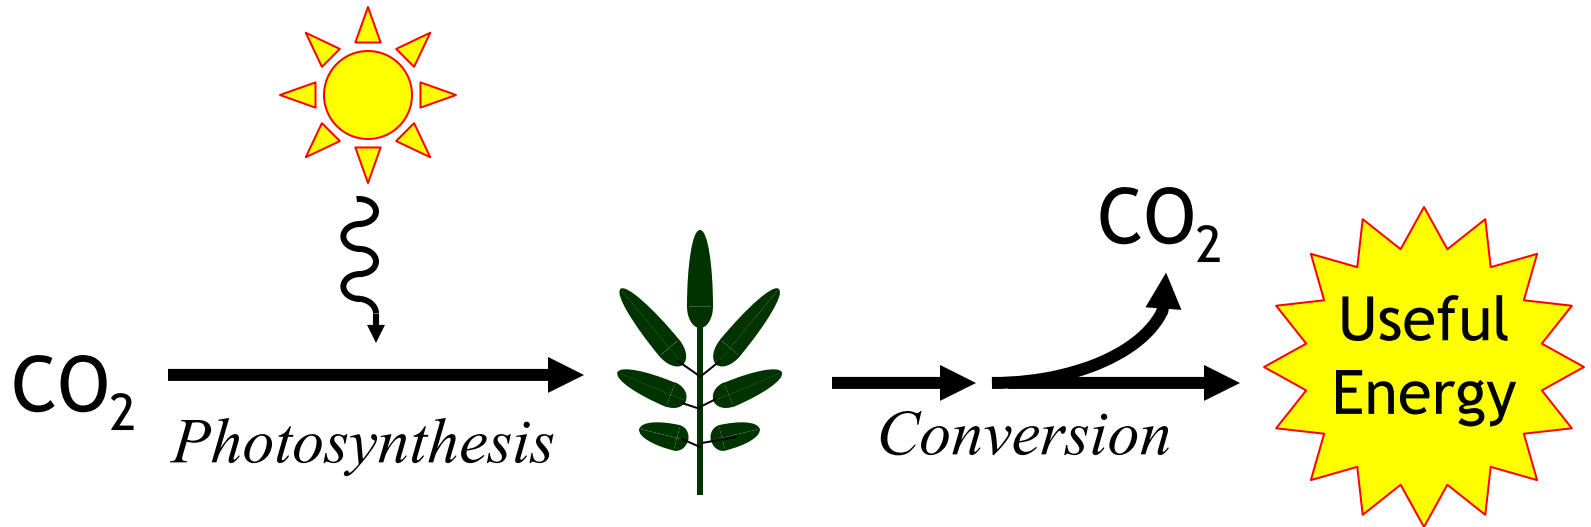 CO₂
Photosynthesis
Conversion
CO₂
Useful
Energy